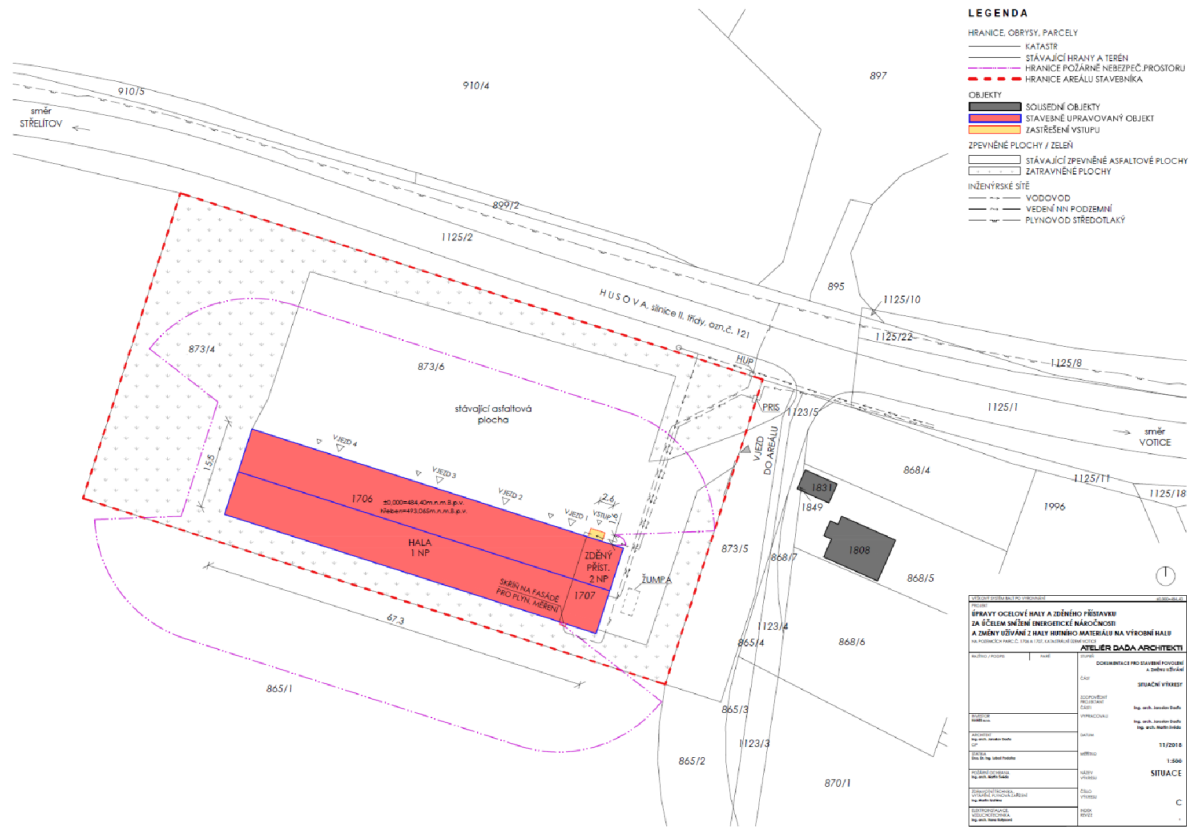 LEGENDA
HRANICE, OBRYSY, PARCELY
KATASTR
STÁVAJÍCÍ HRANY A TERÉN
HRANICE POŽÁRNĚ NEBEZPEČ.PROSTORU
HRANICE AREÁLU STAVEBNÍKA
OBJEKTY
SOUSEDNÍ OBJEKTY
STAVEBNĚ UPRAVOVANÝ OBJEKT
ZASTŘEŠENÍ VSTUPU
ZPEVNĚNÉ PLOCHY / ZELEŇ
STÁVAJÍCÍ ZPEVNĚNÉ ASFALTOVÉ PLOCHY
ZATRAVNĚNÉ PLOCHY
INŽENÝRSKÉ SÍTĚ
VODOVOD
VEDENÍ NN PODZEMNÍ
PLYNOVOD STŘEDOTLAKÝ
897
910/4
910/5
směr
STŘELITOV
899/2
1125/2
HUSOVA, silnice II. třídy, ozn.č. 121
895
1125/10
1125/22
1125/8
1125/1
směr
VOTICE
1125/11
1125/18
HUP
PRIS
1123/5
VJEZD
DO AREÁLU
873/4
873/6
stávající asfaltová
plocha
868/4
1996
1831
1849
1808
868/5
868/7
873/5
15,5
VJEZD 4
VJEZD 3
VJEZD 2
VJEZD 1
VSTUP
2,6
1706
±0,000=484,40m.n.m.B.p.v.
HALA
1 NP
ZDĚNÝ
PŘÍST.
2 NP
1707
SKŘÍŇ NA FASÁDĚ
PRO PLYN. MĚŘENÍ
ŽUMPA
67,3
1123/4
865/4
868/6
865/1
865/3
1123/3
865/2
870/1
PROJEKT
ÚPRAVY OCELOVÉ HALY A ZDĚNÉHO PŘÍSTAVKU
ZA ÚČELEM SNÍŽENÍ ENERGETICKÉ NÁROČNOSTI
A ZMĚNY UŽÍVÁNÍ Z HALY HUTNÍHO MATERIÁLU NA VÝROBNÍ HALU
ATELIÉR DAĎA ARCHITEKTI
DOKUMENTACE PRO STAVEBNÍ POVOLENÍ
A ZMĚNU UŽÍVÁNÍ
SITUAČNÍ VÝKRESY
11/2018
1:500
SITUACE
C